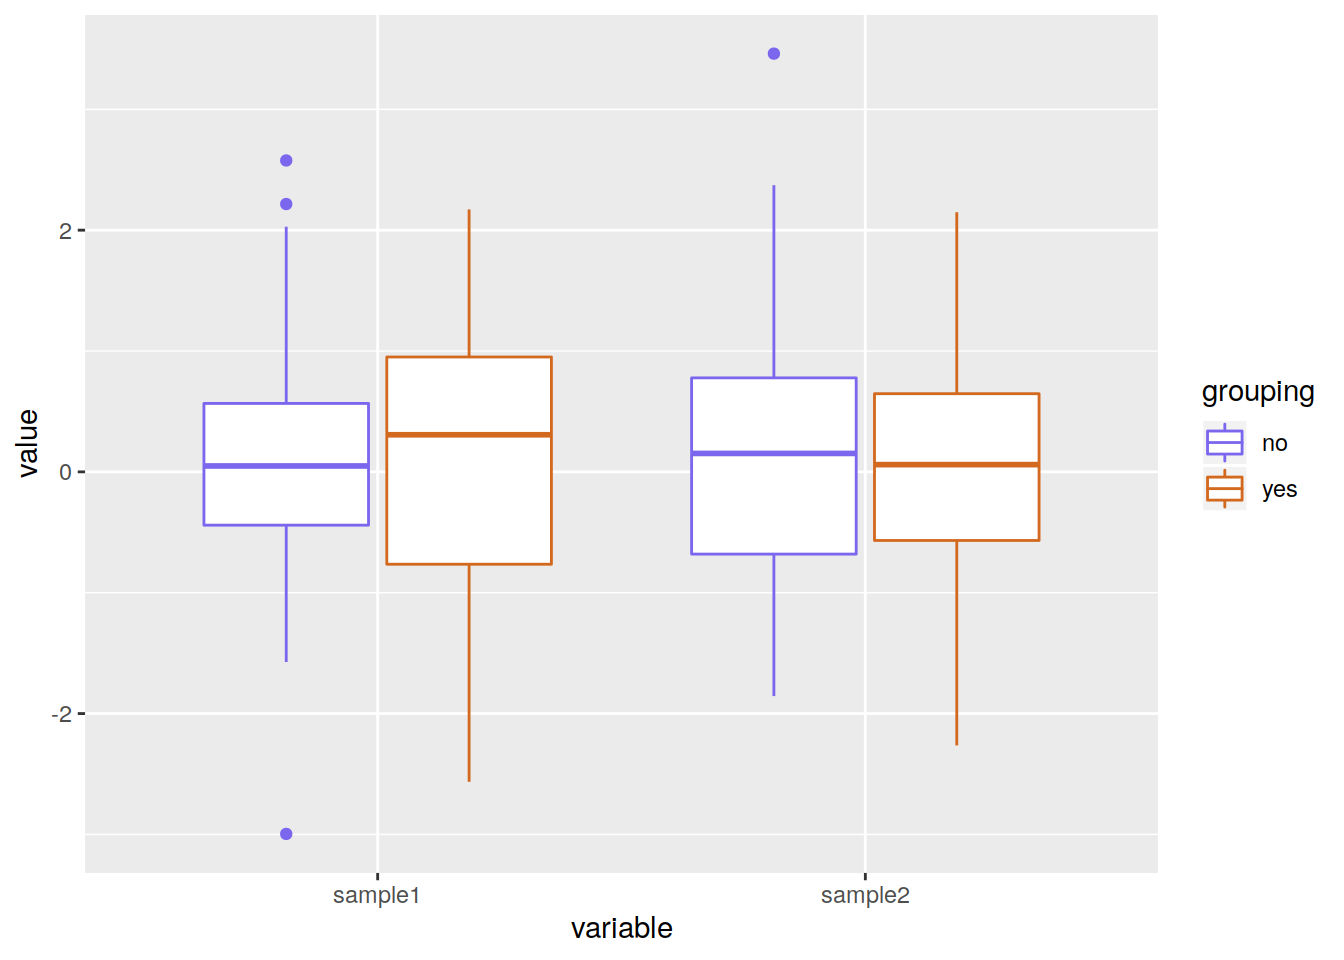 value
2
0
-2
sample1
sample2
variable
grouping
no
yes